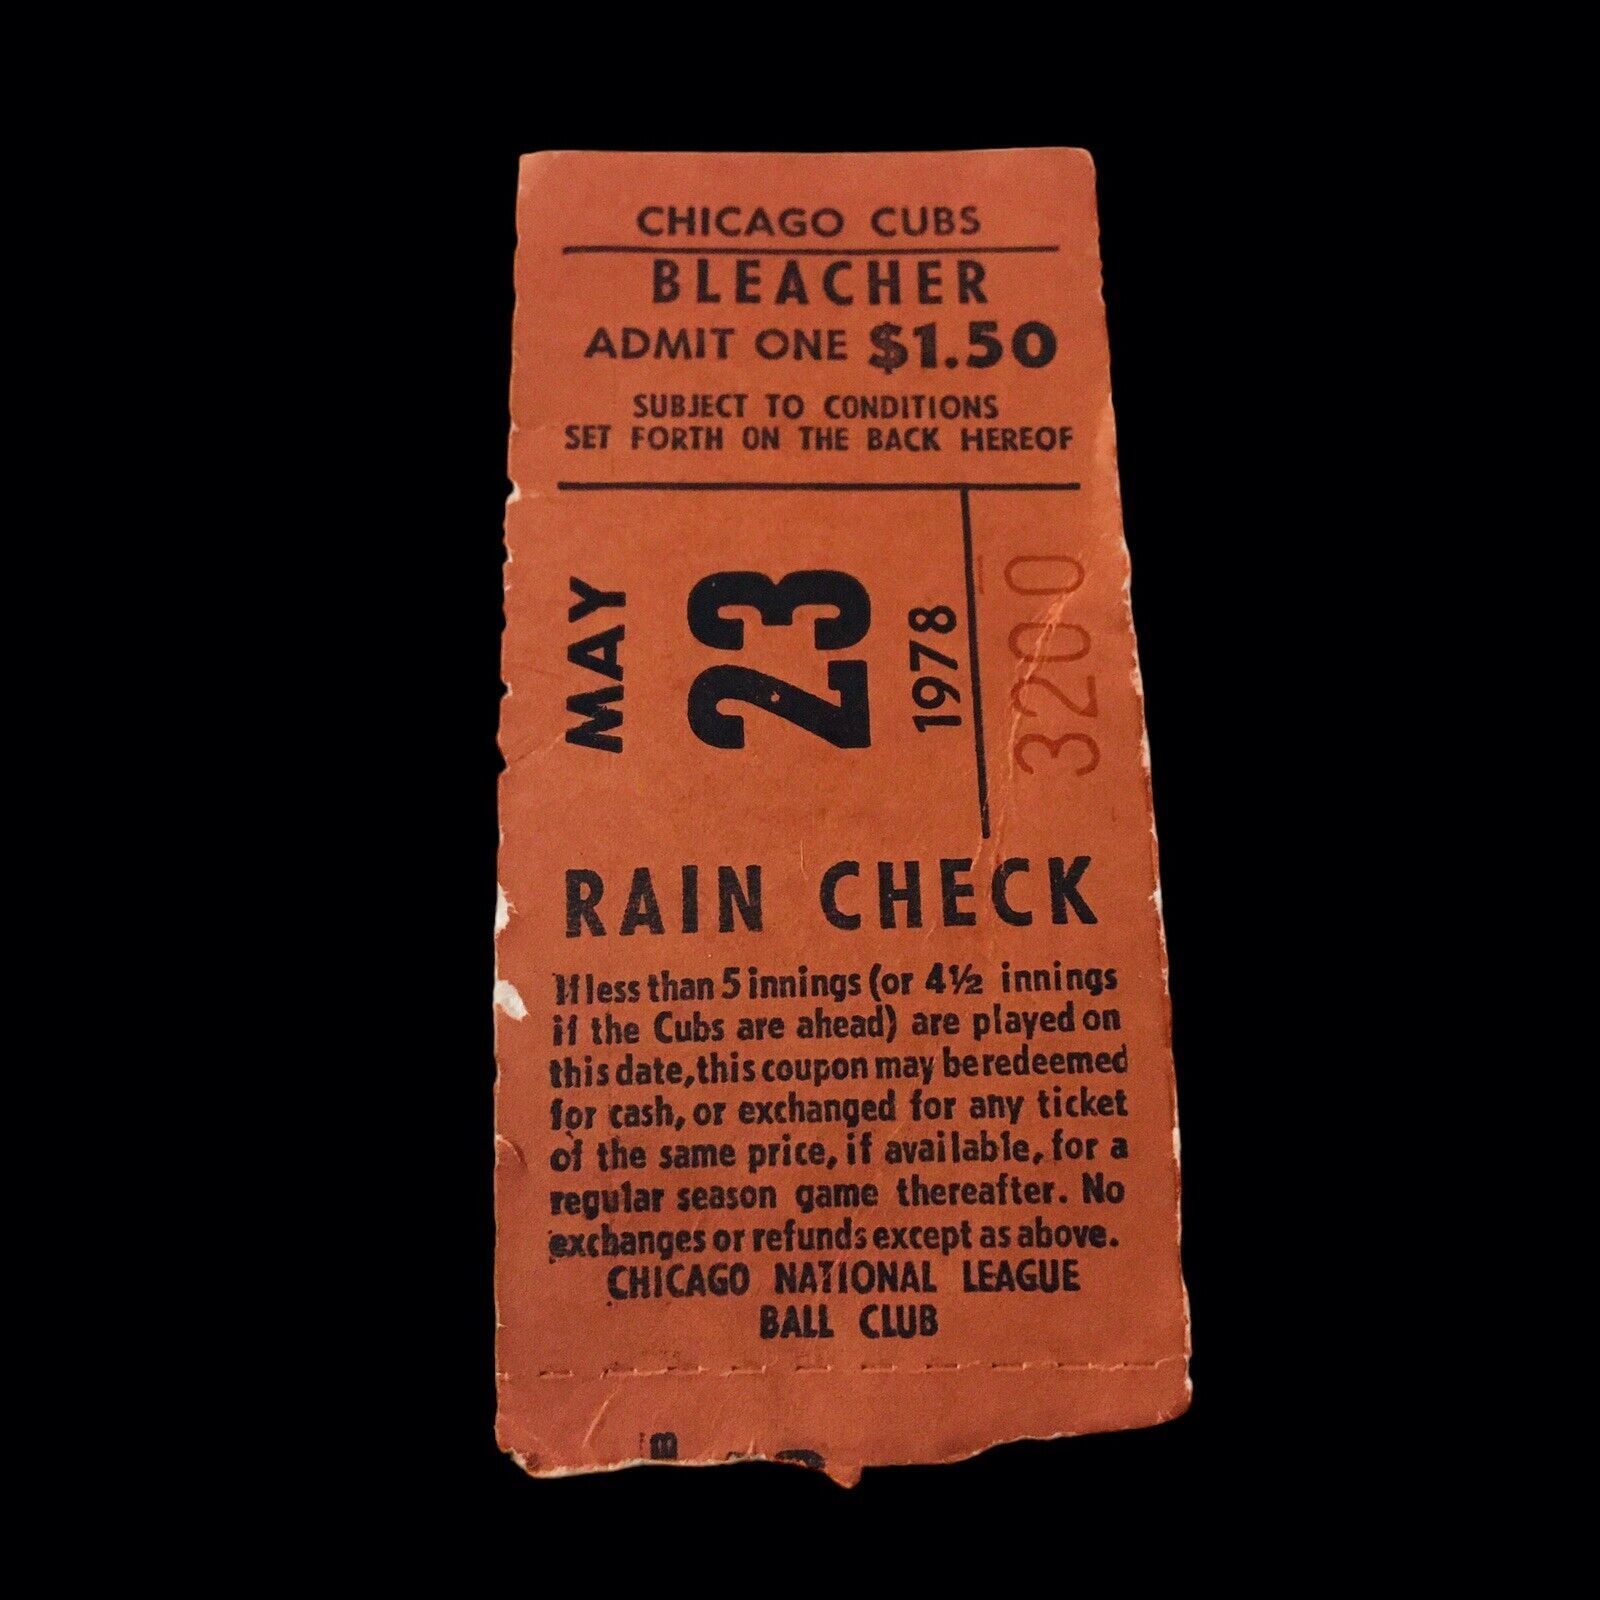 CHICAGO CUBS
BLEACHER
ADMIT ONE $1.50
SUBJECT TO CONDITIONS
SET FORTH ON THE BACK HEREOF
MAY
23
1978
3200
RAIN CHECK
If less than 5 innings (or 4½ innings
if the Cubs are ahead) are played on
this date, this coupon may be redeemed
for cash, or exchanged for any ticket
of the same price, if available, for a
regular season game thereafter. No
exchanges or refunds except as above.
CHICAGO NATIONAL LEAGUE
BALL CLUB